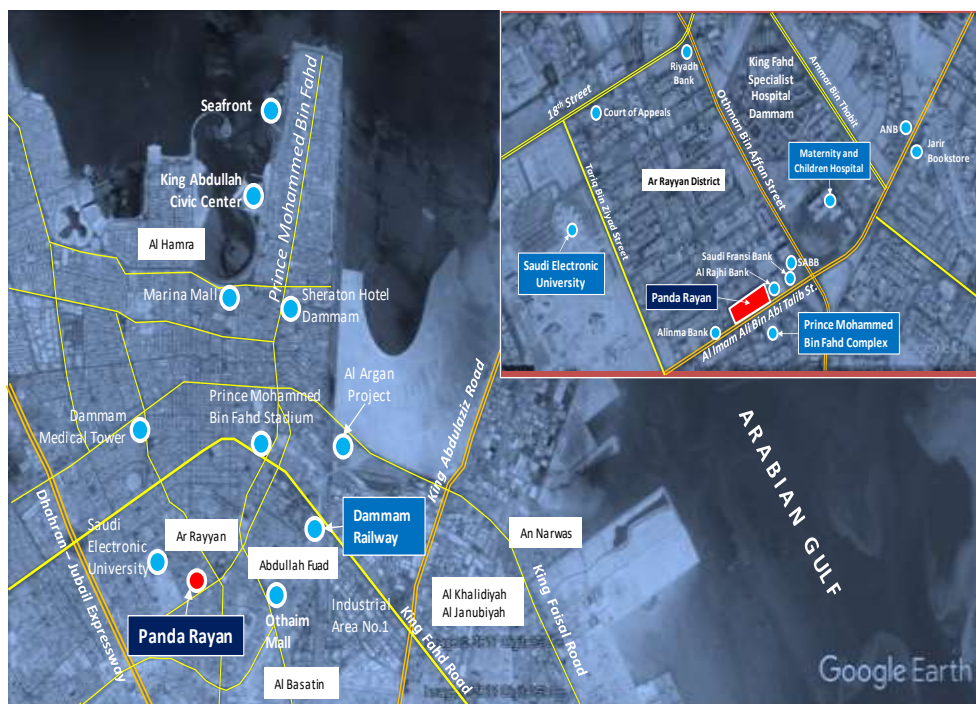 Seafront
King Abdullah
Civic Center
Prince Mohammed Bin Fahd
Al Hamra
Marina Mall
Sheraton Hotel
Dammam
Al Argan
Project
Prince Mohammed
Bin Fahd Stadium
Dammam
Medical Tower
King Abdulaziz Road
Dhahran – Jubail Expressway
Saudi
Electronic
University
Ar Rayyan
Dammam
Railway
Abdullah Fuad
An Narwas
Panda Rayan
Othaim
Mall
Industrial
Area No.1
Al Khalidiyah
Al Janubiyah
King Fahd Road
King Faisal Road
Al Basatin
ARABIAN GULF
Google Earth
18th Street
Riyadh
Bank
King Fahd
Specialist
Hospital
Dammam
Ammar Bin Thabit
Court of Appeals
Othman Bin Affan Street
ANB
Jarir
Bookstore
Maternity and
Children Hospital
Tariq Bin Ziyad Street
Ar Rayyan District
Saudi Electronic
University
Saudi Fransi Bank
SABB
Al Rajhi Bank
Panda Rayan
Al Imam Ali Bin Abi Talib St.
Alinma Bank
Prince Mohammed
Bin Fahd Complex